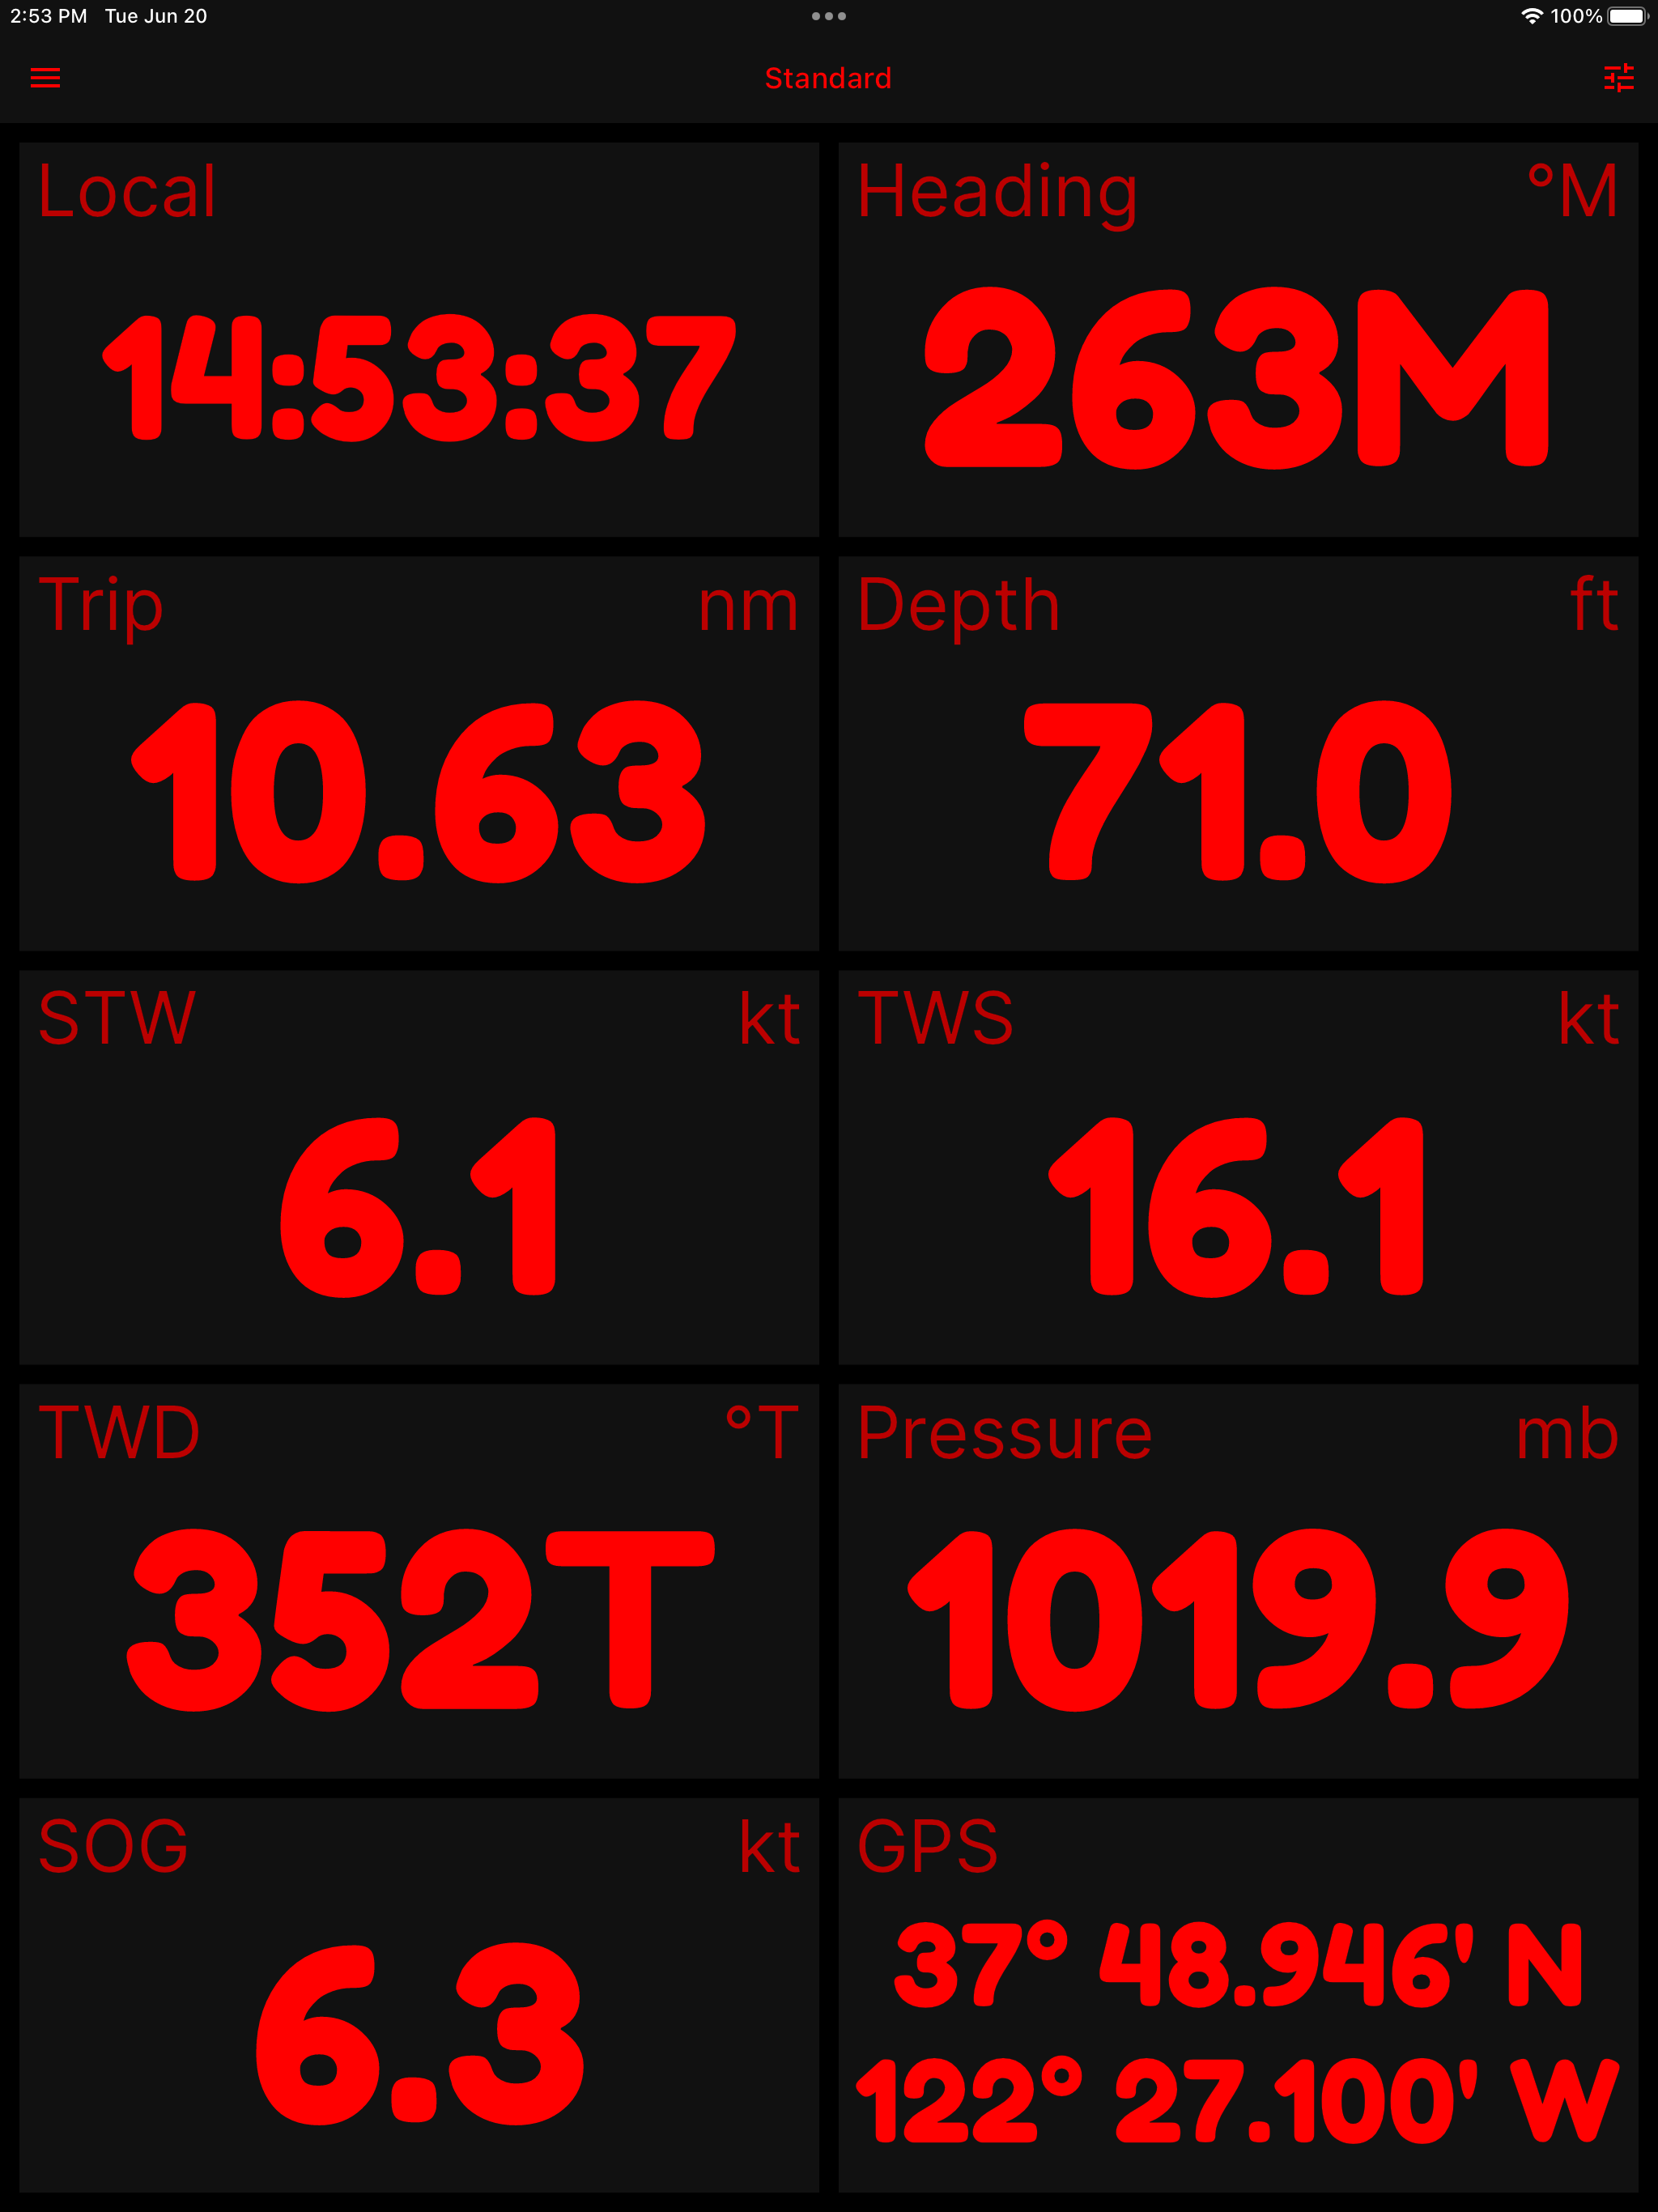 2:53 PM Tue Jun 20
100%
Standard
Local
14:53:37
Heading °M
263M
Trip nm
10.63
Depth ft
71.0
STW kt
6.1
TWS kt
16.1
TWD °T
352T
Pressure mb
1019.9
SOG kt
6.3
GPS
37° 48.946' N
122° 27.100' W